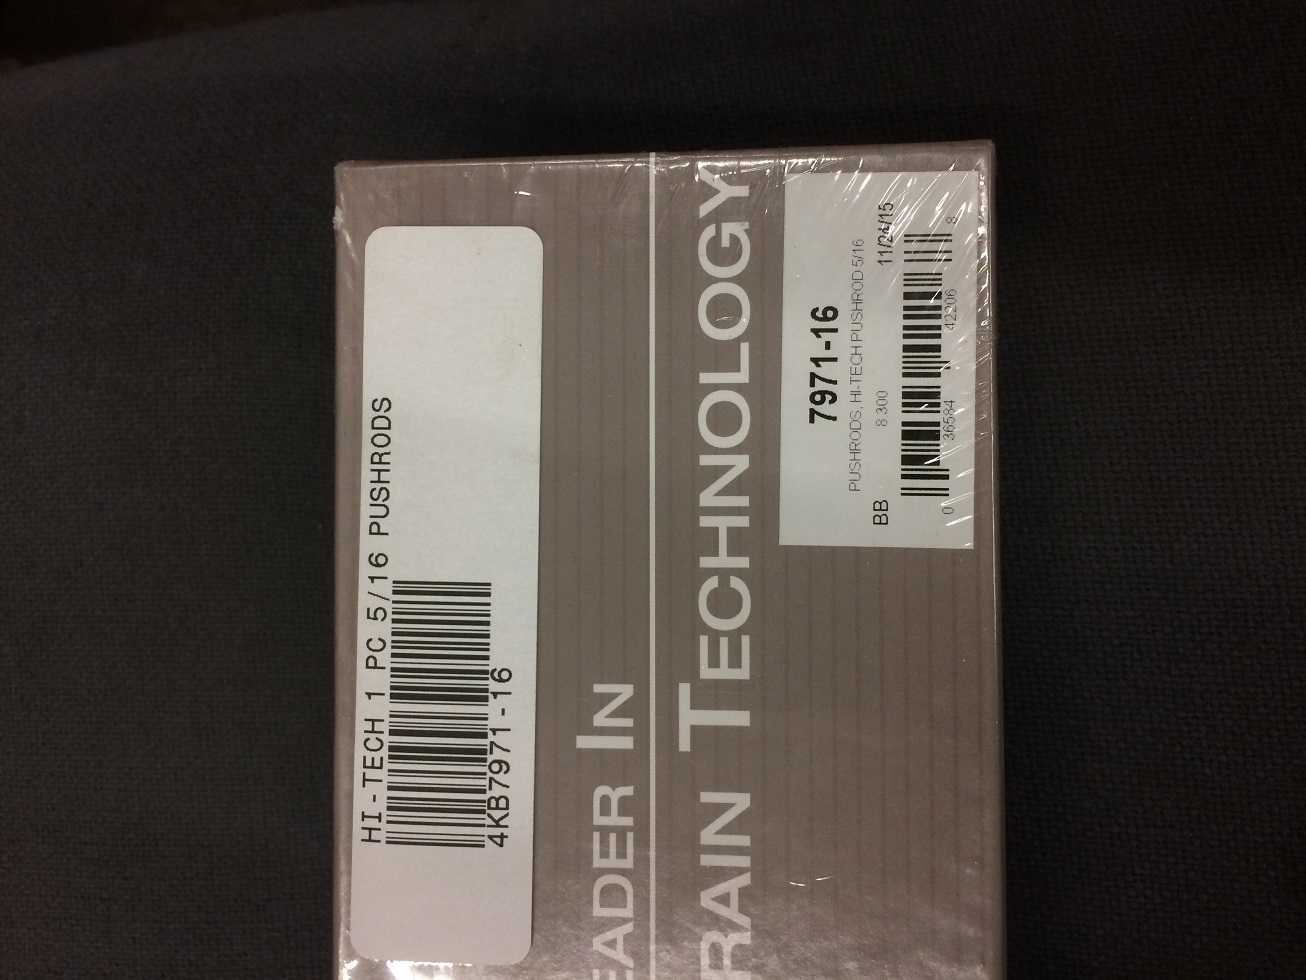 HI-TECH 1 PC 5/16 PUSHRODS
4KB7971-16
EADER IN
RAIN TECHNOLOGY
7971-16
PUSHRODS, HI-TECH PUSHROD 5/16
BB 8.300 11/24/15
0 36584 42206 8